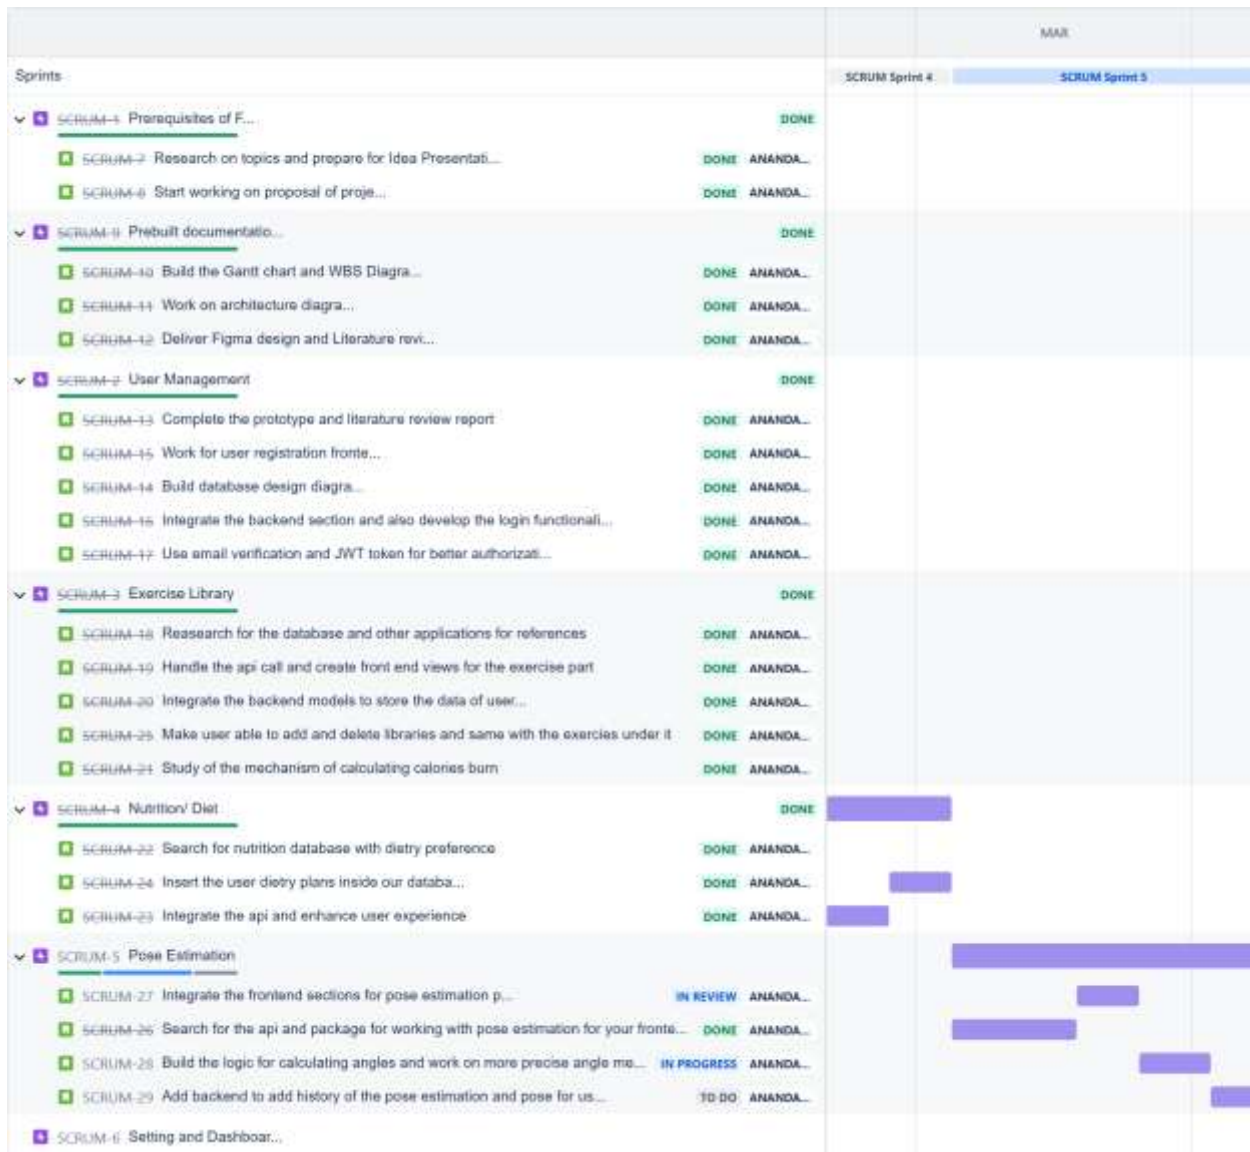 MAR
Sprints SCRUM Sprint 4 SCRUM Sprint 5
SCRUM-1 Prerequisites of F... DONE
SCRUM-7 Research on topics and prepare for Idea Presentati... DONE ANANDA...
SCRUM-8 Start working on proposal of proje... DONE ANANDA...
SCRUM-9 Prebuilt documentatio... DONE
SCRUM-10 Build the Gantt chart and WBS Diagra... DONE ANANDA...
SCRUM-11 Work on architecture diagra... DONE ANANDA...
SCRUM-12 Deliver Figma design and Literature revi... DONE ANANDA...
SCRUM-2 User Management DONE
SCRUM-13 Complete the prototype and literature review report DONE ANANDA...
SCRUM-15 Work for user registration fronte... DONE ANANDA...
SCRUM-14 Build database design diagra... DONE ANANDA...
SCRUM-16 Integrate the backend section and also develop the login functionali... DONE ANANDA...
SCRUM-17 Use email verification and JWT token for better authorizati... DONE ANANDA...
SCRUM-3 Exercise Library DONE
SCRUM-18 Reasearch for the database and other applications for references DONE ANANDA...
SCRUM-19 Handle the api call and create front end views for the exercise part DONE ANANDA...
SCRUM-20 Integrate the backend models to store the data of user... DONE ANANDA...
SCRUM-25 Make user able to add and delete libraries and same with the exercies under it DONE ANANDA...
SCRUM-21 Study of the mechanism of calculating calories burn DONE ANANDA...
SCRUM-4 Nutrition/ Diet DONE
SCRUM-22 Search for nutrition database with dietry preference DONE ANANDA...
SCRUM-24 Insert the user dietry plans inside our databa... DONE ANANDA...
SCRUM-23 Integrate the api and enhance user experience DONE ANANDA...
SCRUM-5 Pose Estimation
SCRUM-27 Integrate the frontend sections for pose estimation p... IN REVIEW ANANDA...
SCRUM-26 Search for the api and package for working with pose estimation for your fronte... DONE ANANDA...
SCRUM-28 Build the logic for calculating angles and work on more precise angle me... IN PROGRESS ANANDA...
SCRUM-29 Add backend to add history of the pose estimation and pose for us... TO DO ANANDA...
SCRUM-6 Setting and Dashboar...